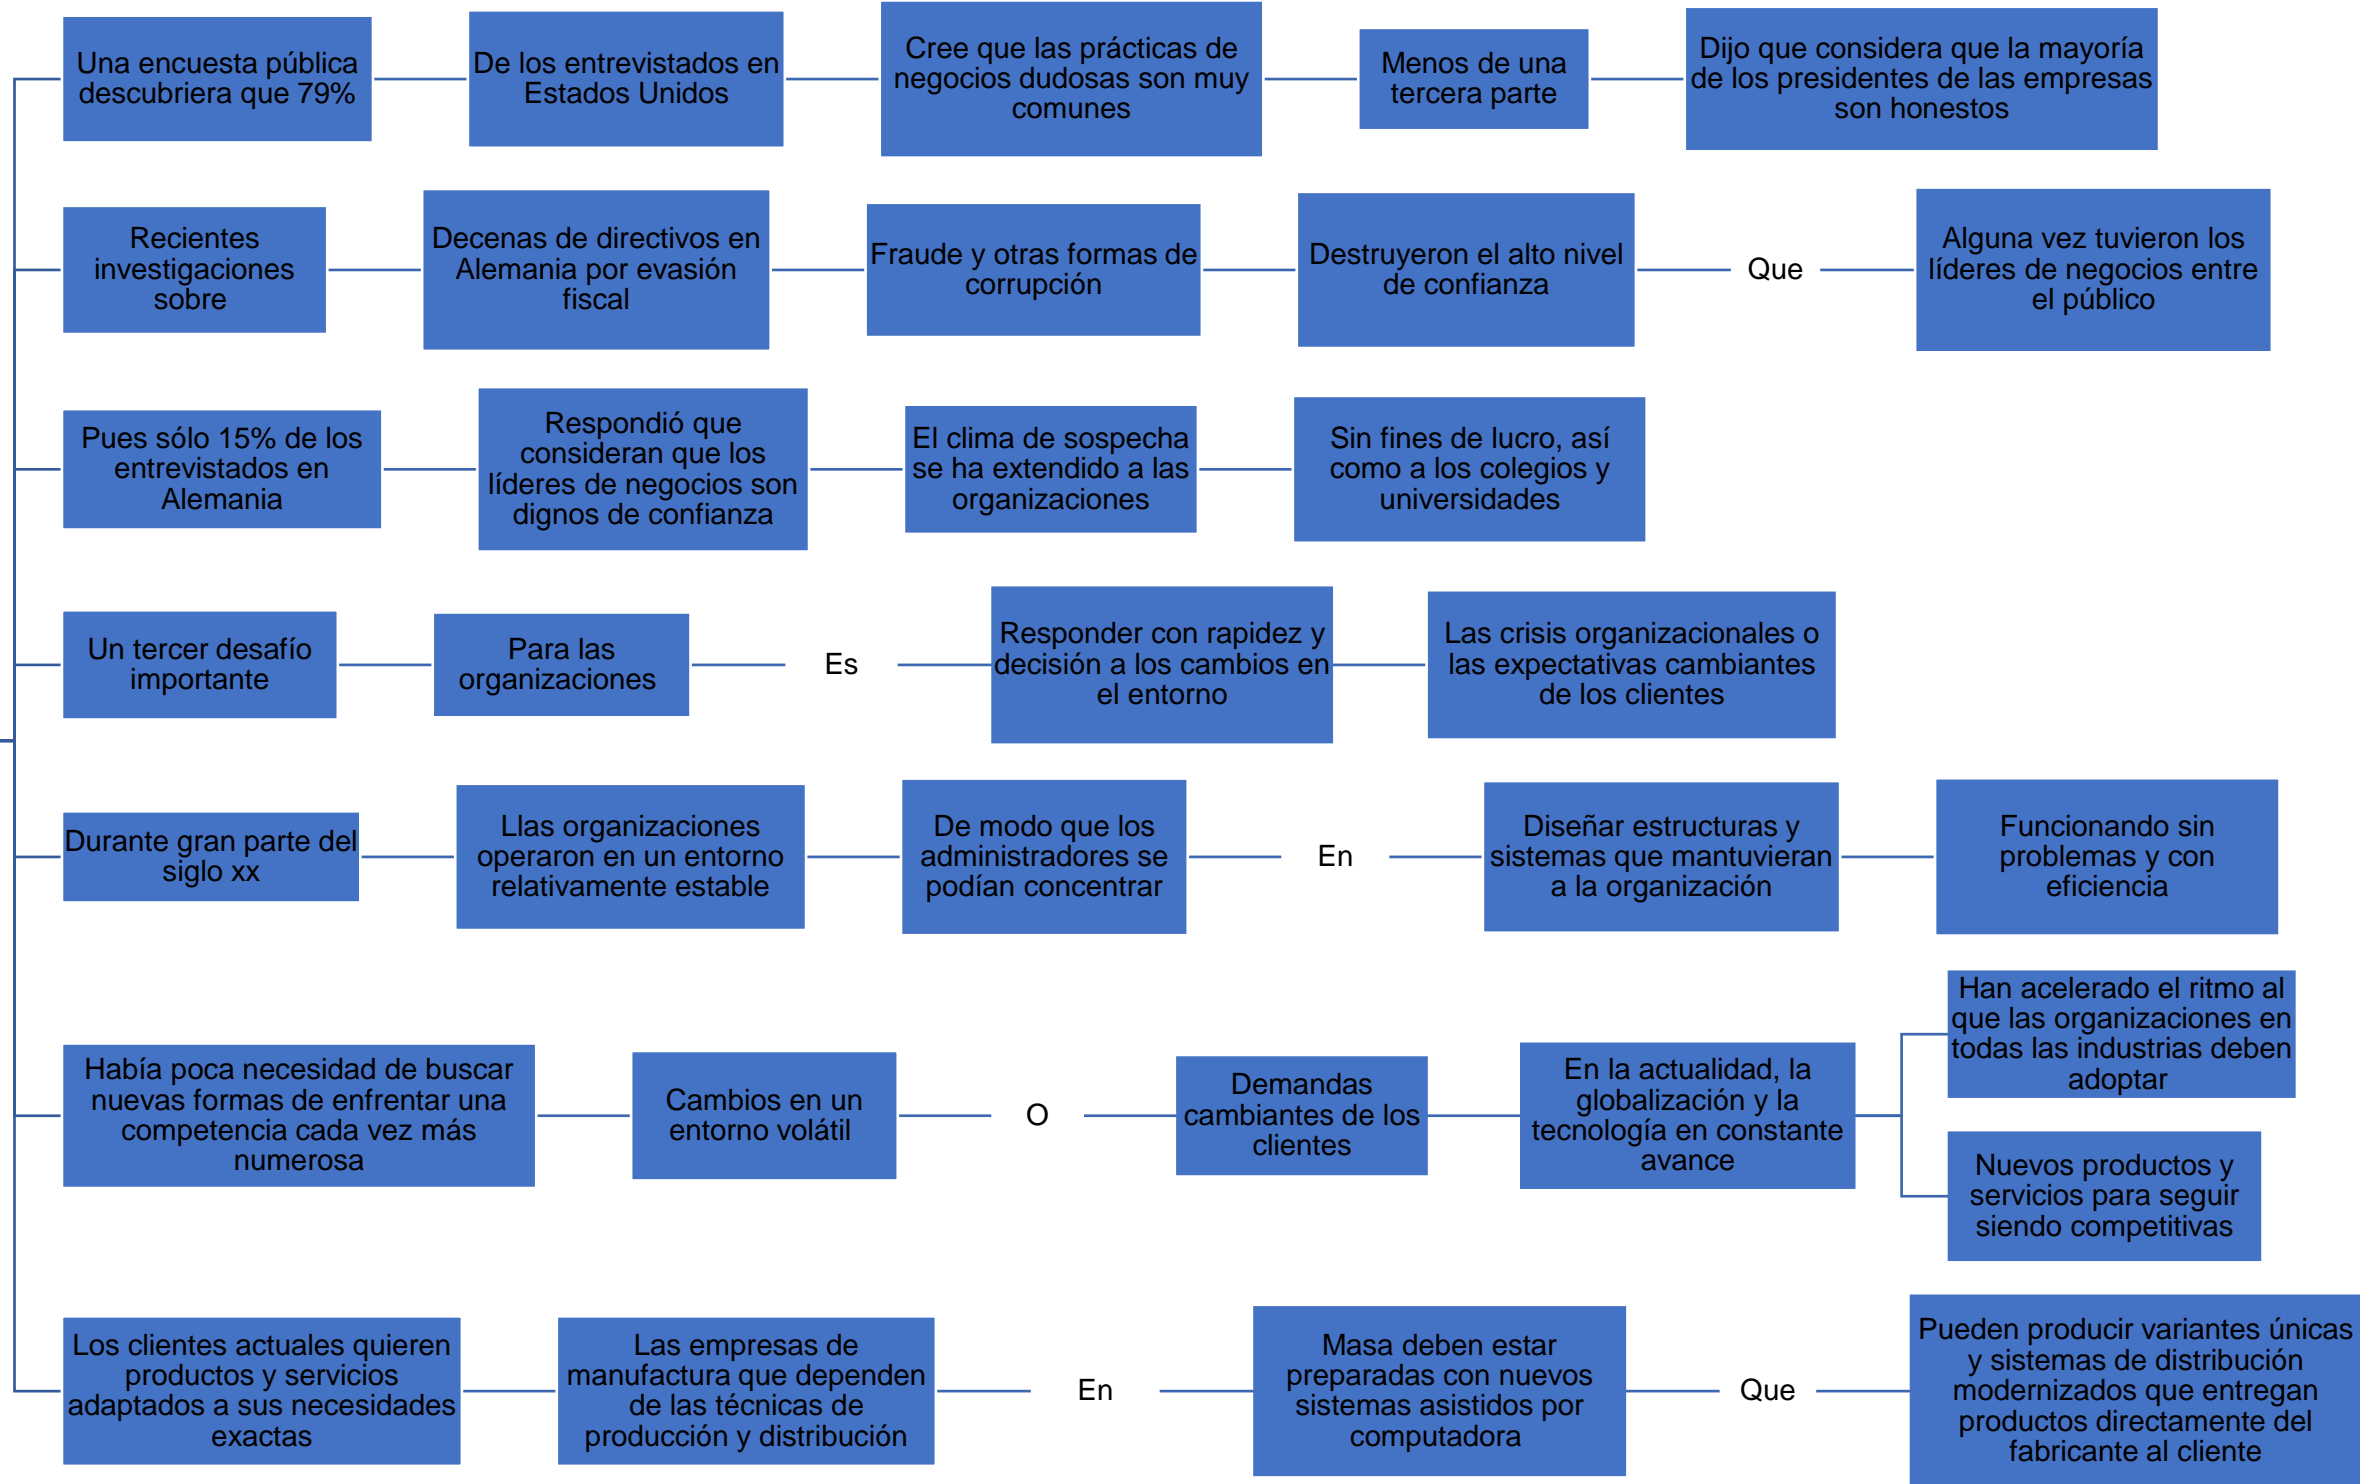 Una encuesta pública
descubriera que 79%
De los entrevistados en
Estados Unidos
Cree que las prácticas de
negocios dudosas son muy
comunes
Menos de una
tercera parte
Dijo que considera que la mayoría
de los presidentes de las empresas
son honestos
Recientes
investigaciones
sobre
Decenas de directivos en
Alemania por evasión
fiscal
Fraude y otras formas de
corrupción
Destruyeron el alto nivel
de confianza
Que
Alguna vez tuvieron los
líderes de negocios entre
el público
Pues sólo 15% de los
entrevistados en
Alemania
Respondió que
consideran que los
líderes de negocios son
dignos de confianza
El clima de sospecha
se ha extendido a las
organizaciones
Sin fines de lucro, así
como a los colegios y
universidades
Un tercer desafío
importante
Para las
organizaciones
Es
Responder con rapidez y
decisión a los cambios en
el entorno
Las crisis organizacionales o
las expectativas cambiantes
de los clientes
Durante gran parte del
siglo xx
Llas organizaciones
operaron en un entorno
relativamente estable
De modo que los
administradores se
podían concentrar
En
Diseñar estructuras y
sistemas que mantuvieran
a la organización
Funcionando sin
problemas y con
eficiencia
Había poca necesidad de buscar
nuevas formas de enfrentar una
competencia cada vez más
numerosa
Cambios en un
entorno volátil
O
Demandas
cambiantes de los
clientes
En la actualidad, la
globalización y la
tecnología en constante
avance
Han acelerado el ritmo al
que las organizaciones en
todas las industrias deben
adoptar
Nuevos productos y
servicios para seguir
siendo competitivas
Los clientes actuales quieren
productos y servicios
adaptados a sus necesidades
exactas
Las empresas de
manufactura que dependen
de las técnicas de
producción y distribución
En
Masa deben estar
preparadas con nuevos
sistemas asistidos por
computadora
Que
Pueden producir variantes únicas
y sistemas de distribución
modernizados que entregan
productos directamente del
fabricante al cliente